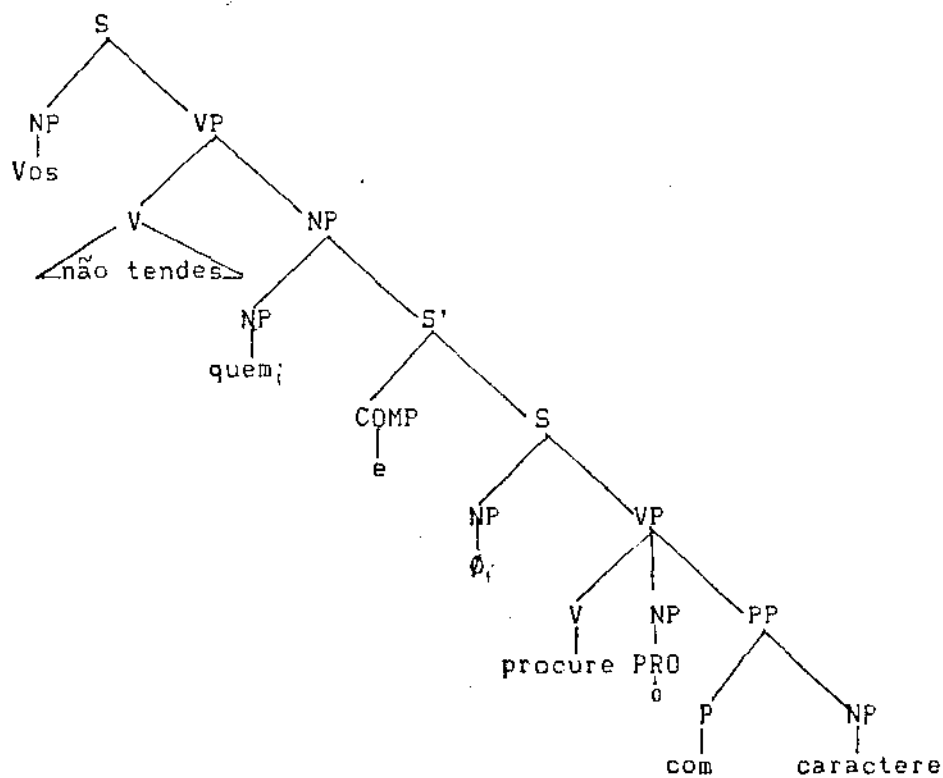 S
NP VP
Vos
V NP
não tendes
NP S'
quemᵢ
COMP S
e
NP VP
Øᵢ
V NP PP
procure PRO
o
P NP
com caractere